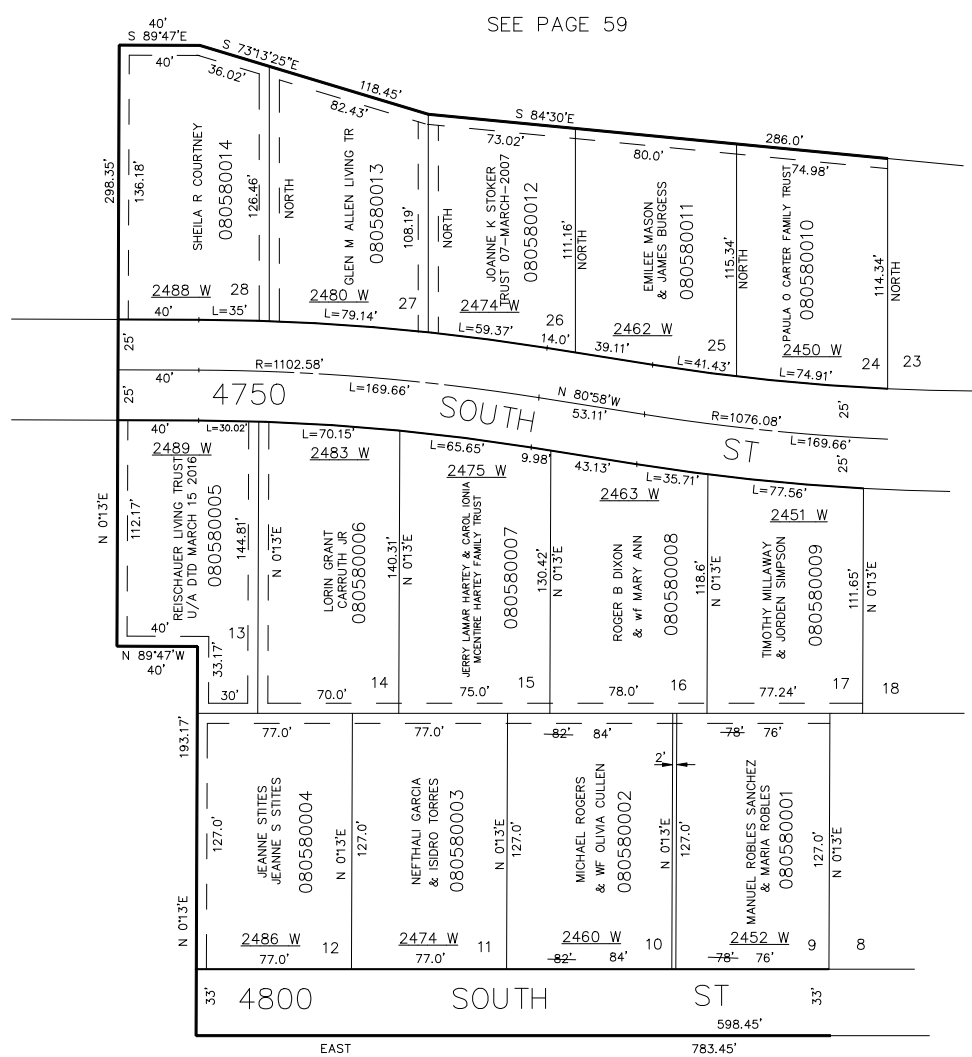 SEE PAGE 59
40'
S 89°47'E
S 73°13'25"E
118.45'
S 84°30'E
286.0'
40'
36.02'
82.43'
73.02'
80.0'
74.98'
298.35'
136.18'
SHEILA R COURTNEY
080580014
126.46'
NORTH
GLEN M ALLEN LIVING TR
080580013
108.19'
NORTH
JOANNE K STOKER
TRUST 07-MARCH-2007
080580012
111.16'
NORTH
EMILEE MASON
& JAMES BURGESS
080580011
115.34'
NORTH
PAULA O CARTER FAMILY TRUST
080580010
114.34'
NORTH
2488 W
28
2480 W
27
2474 W
26
2462 W
25
2450 W
24
23
40'
L=35'
L=79.14'
L=59.37'
14.0'
39.11'
L=41.43'
L=74.91'
25'
R=1102.58'
40'
L=169.66'
N 80°58'W
53.11'
R=1076.08'
L=169.66'
25'
25'
25'
4750 SOUTH ST
40'
L=30.02'
L=70.15'
L=65.65'
9.98'
43.13'
L=35.71'
L=77.56'
2489 W
2483 W
2475 W
2463 W
2451 W
N 0°13'E
112.17'
REISCHAUER LIVING TRUST
U/A DTD MARCH 15 2016
080580005
144.81'
N 0°13'E
LORIN GRANT
CARRUTH JR
080580006
140.31'
N 0°13'E
JERRY LAMAR HARTEY & CAROL IONIA
MCENTIRE HARTEY FAMILY TRUST
080580007
130.42'
N 0°13'E
ROGER B DIXON
& wf MARY ANN
080580008
118.6'
N 0°13'E
TIMOTHY MILLAWAY
& JORDEN SIMPSON
080580009
111.65'
N 0°13'E
40'
13
N 89°47'W
40'
33.17'
30'
70.0'
14
75.0'
15
78.0'
16
77.24'
17
18
193.17'
77.0'
77.0'
82' 84'
78' 76'
2'
N 0°13'E
127.0'
JEANNE STITES
JEANNE S STITES
080580004
N 0°13'E
127.0'
NEFTHALI GARCIA
& ISIDRO TORRES
080580003
N 0°13'E
127.0'
MICHAEL ROGERS
& WF OLIVIA CULLEN
080580002
N 0°13'E
127.0'
MANUEL ROBLES SANCHEZ
& MARIA ROBLES
080580001
127.0'
N 0°13'E
2486 W
12
2474 W
11
2460 W
10
2452 W
9
8
77.0'
77.0'
82' 84'
78' 76'
33'
4800 SOUTH ST
33'
598.45'
EAST
783.45'